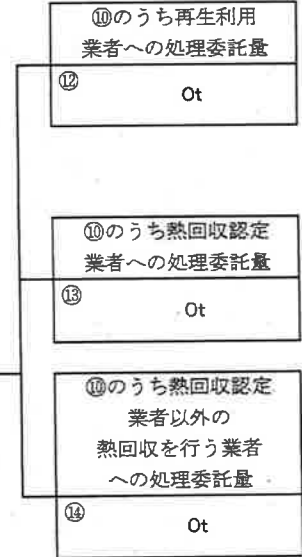 ⑩のうち再生利用
業者への処理委託量
⑫
0t
⑩のうち熱回収認定
業者への処理委託量
⑬
0t
⑩のうち熱回収認定
業者以外の
熱回収を行う業者
への処理委託量
⑭
0t